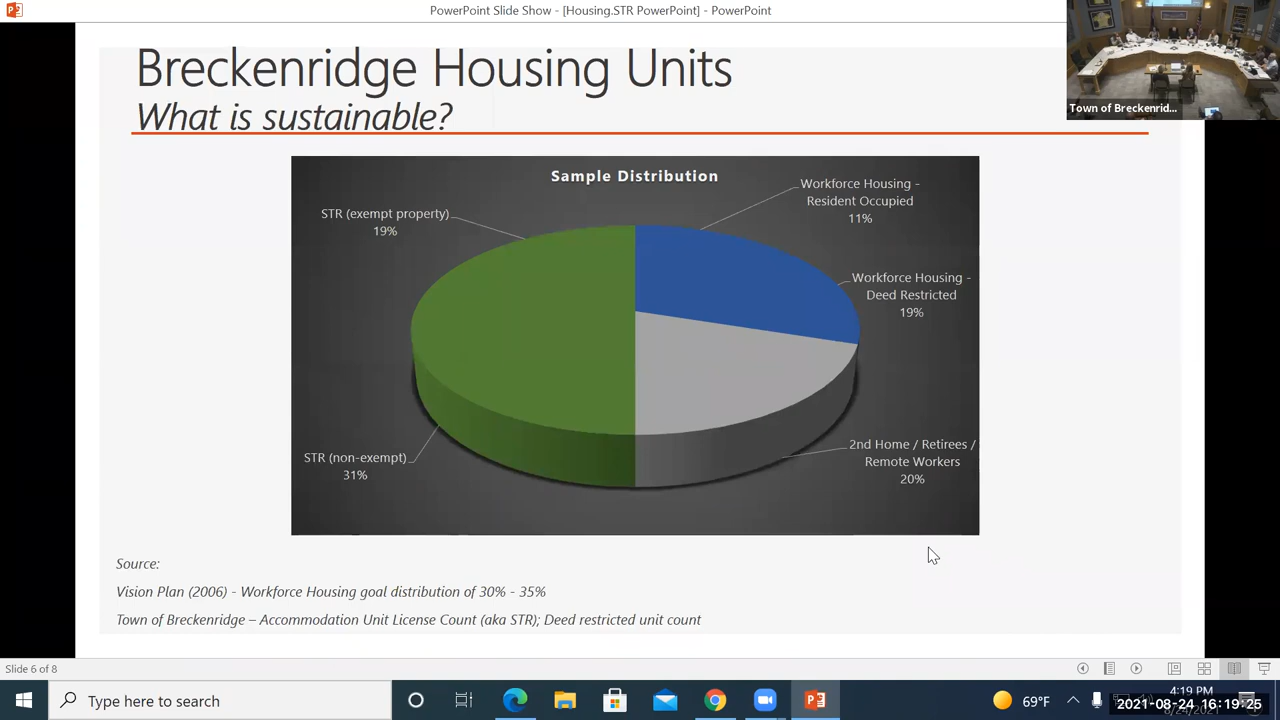 PowerPoint Slide Show - [Housing.STR PowerPoint] - PowerPoint
Town of Breckenrid...
Breckenridge Housing Units
What is sustainable?
Sample Distribution
Workforce Housing -
Resident Occupied
11%
STR (exempt property)
19%
Workforce Housing -
Deed Restricted
19%
2nd Home / Retirees /
Remote Workers
20%
STR (non-exempt)
31%
Source:
Vision Plan (2006) - Workforce Housing goal distribution of 30% - 35%
Town of Breckenridge – Accommodation Unit License Count (aka STR); Deed restricted unit count
Slide 6 of 8
Type here to search
69°F
4:19 PM
2021-08-24 16:19:25